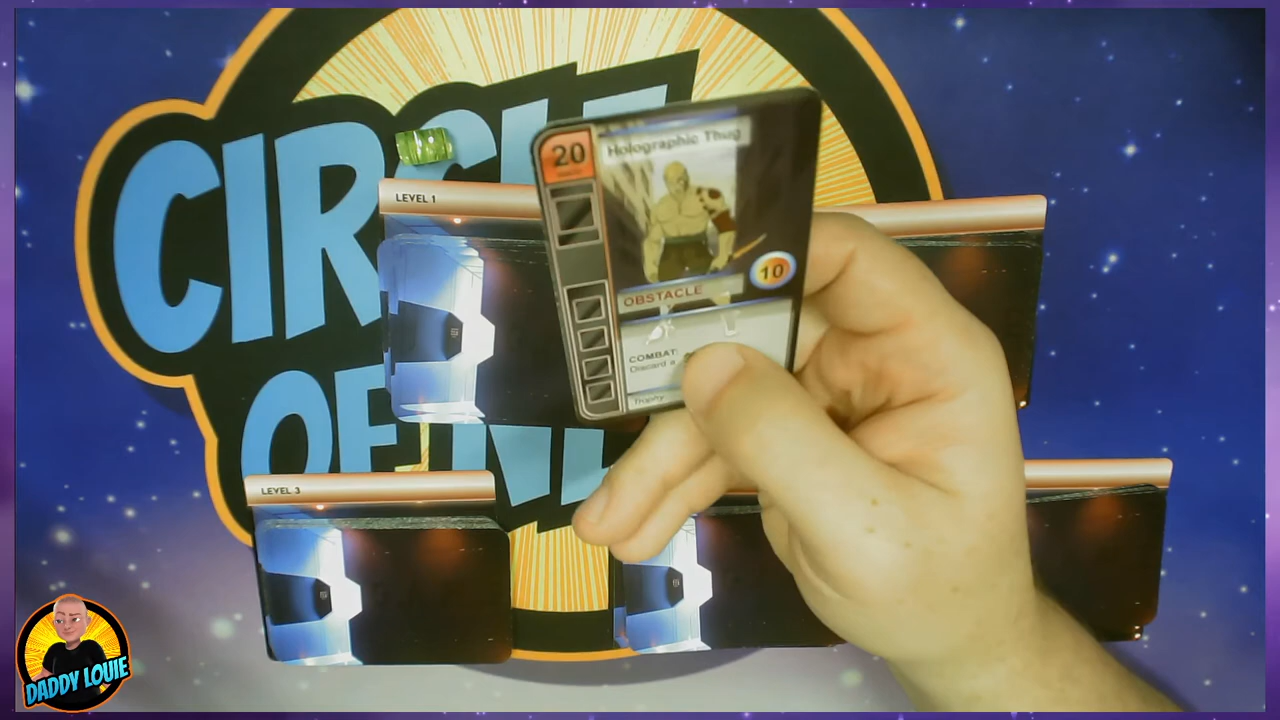 CIRCLE
OF N
LEVEL 1
20
Holographic Thug
OBSTACLE
10
COMBAT:
Discard a
Trophy
LEVEL 3
DADDY LOUIE